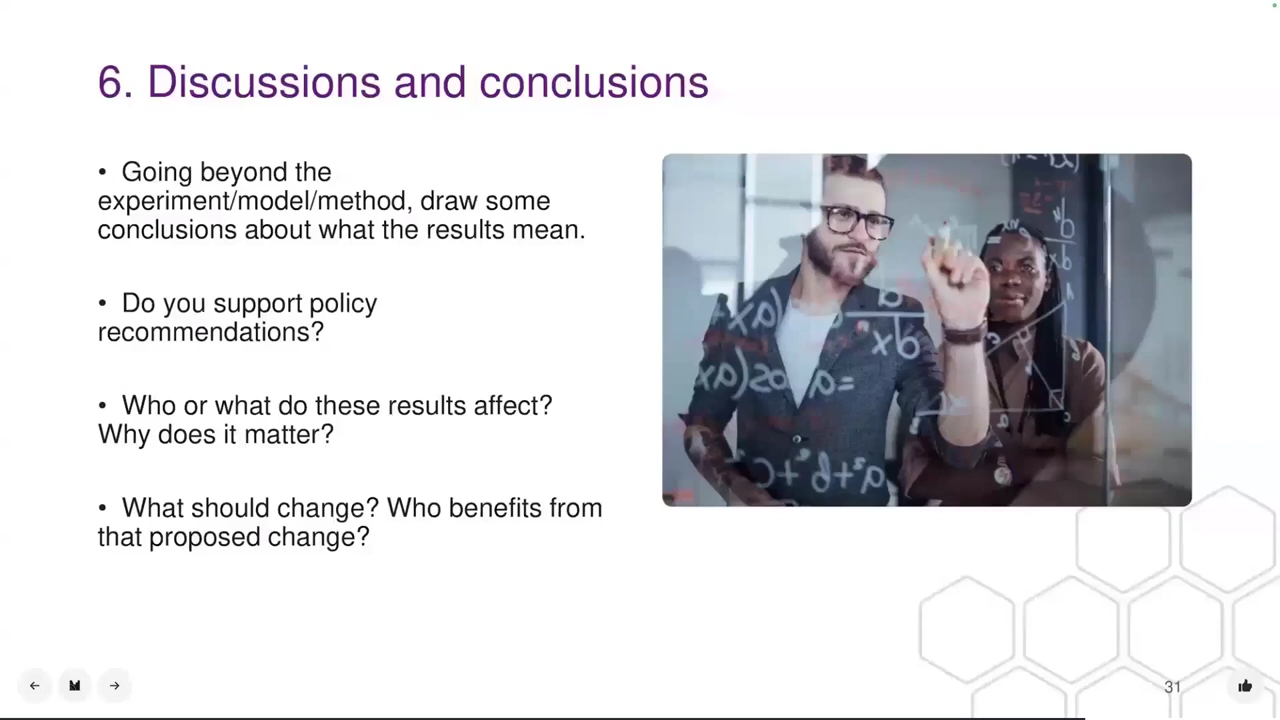 6. Discussions and conclusions
• Going beyond the
experiment/model/method, draw some
conclusions about what the results mean.
• Do you support policy
recommendations?
• Who or what do these results affect?
Why does it matter?
• What should change? Who benefits from
that proposed change?
31